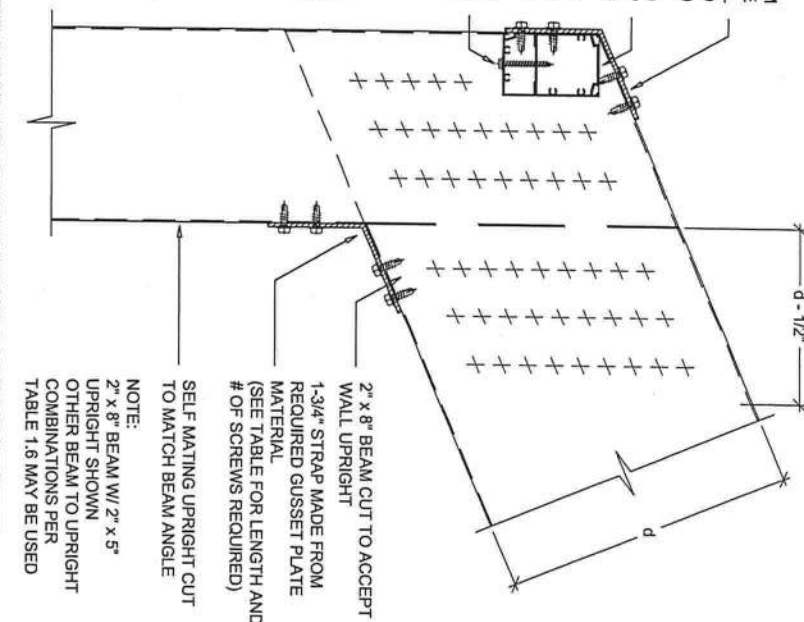 d - 1/2"
d
2" x 8" BEAM CUT TO ACCEPT
WALL UPRIGHT
1-3/4" STRAP MADE FROM
REQUIRED GUSSET PLATE
MATERIAL
(SEE TABLE FOR LENGTH AND
# OF SCREWS REQUIRED)
SELF MATING UPRIGHT CUT
TO MATCH BEAM ANGLE
NOTE:
2" x 8" BEAM W/ 2" x 5"
UPRIGHT SHOWN
OTHER BEAM TO UPRIGHT
COMBINATIONS PER
TABLE 1.6 MAY BE USED